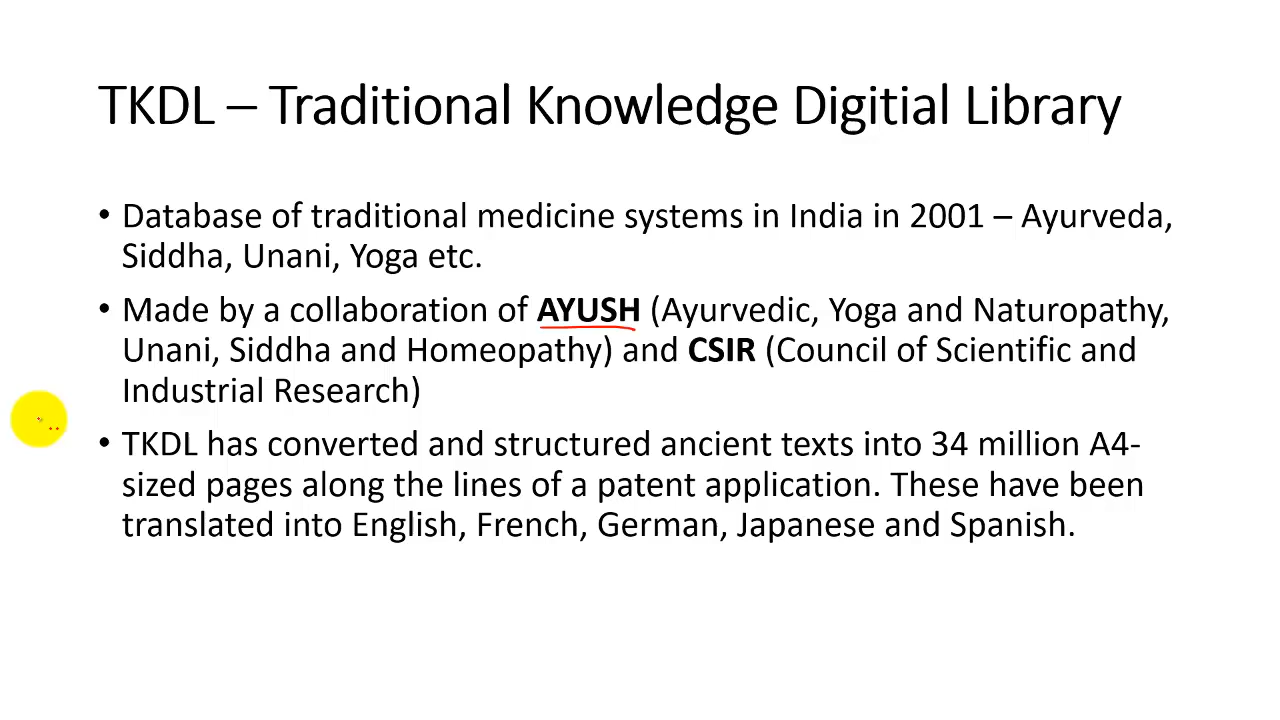 TKDL – Traditional Knowledge Digitial Library
• Database of traditional medicine systems in India in 2001 – Ayurveda,
Siddha, Unani, Yoga etc.
• Made by a collaboration of AYUSH (Ayurvedic, Yoga and Naturopathy,
Unani, Siddha and Homeopathy) and CSIR (Council of Scientific and
Industrial Research)
• TKDL has converted and structured ancient texts into 34 million A4-
sized pages along the lines of a patent application. These have been
translated into English, French, German, Japanese and Spanish.